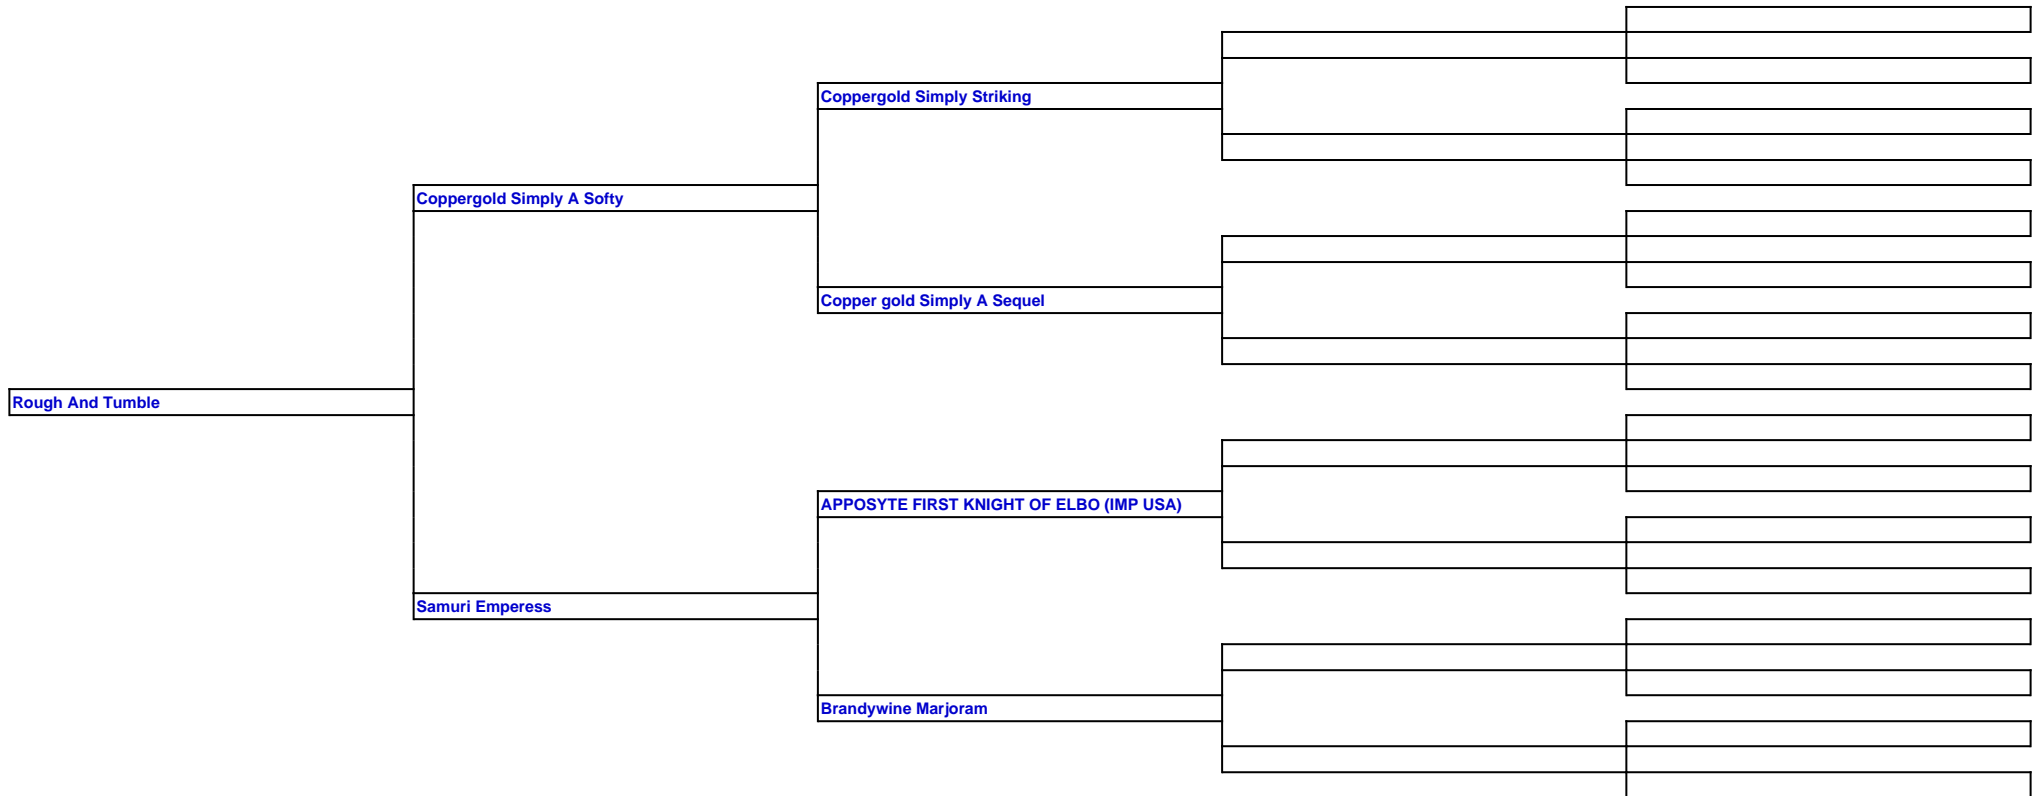 Coppergold Simply Striking
Coppergold Simply A Softy
Copper gold Simply A Sequel
Rough And Tumble
APPOSYTE FIRST KNIGHT OF ELBO (IMP USA)
Samuri Emperess
Brandywine Marjoram